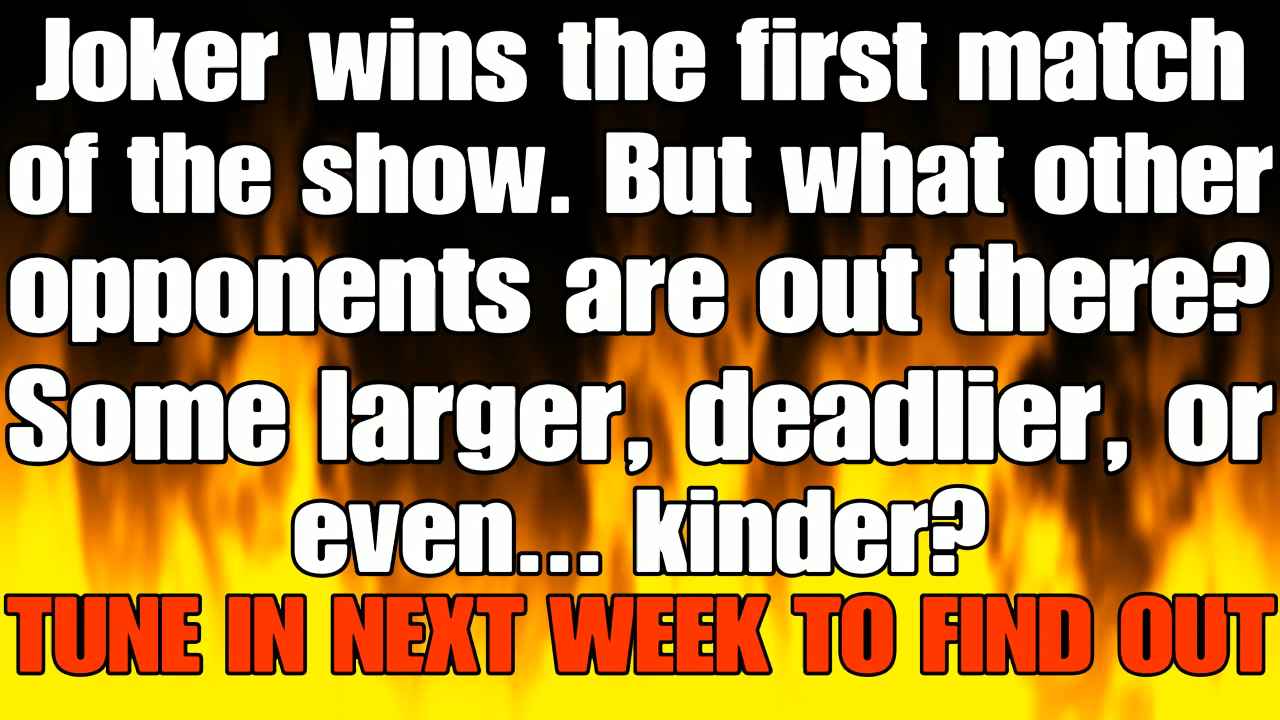 Joker wins the first match
of the show. But what other
opponents are out there?
Some larger, deadlier, or
even... kinder?
TUNE IN NEXT WEEK TO FIND OUT